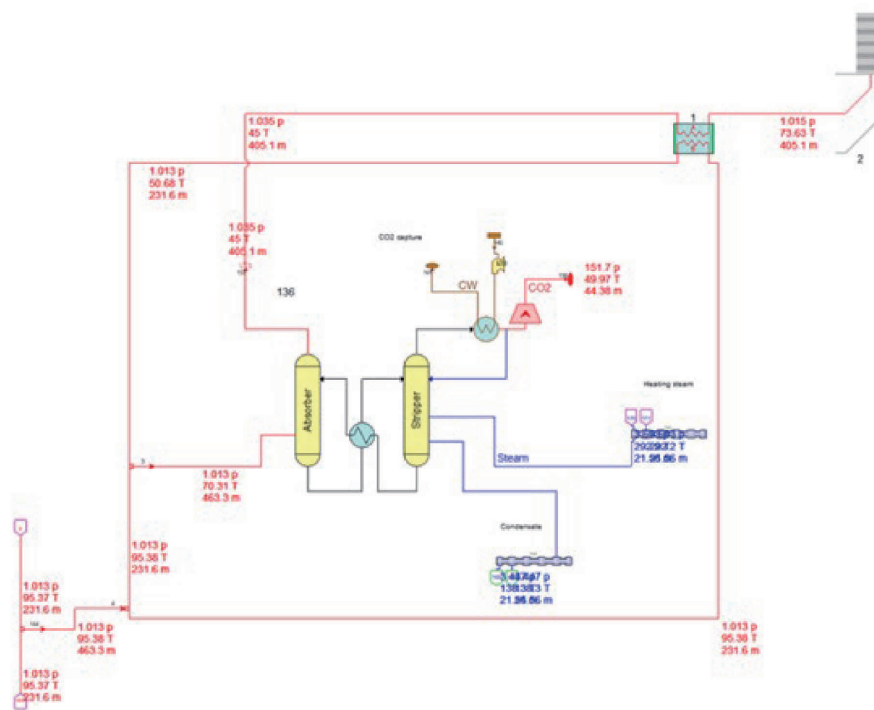 1.035 p
45 T
405.1 m
1
1.015 p
73.63 T
405.1 m
2
1.013 p
50.68 T
231.6 m
1.035 p
45 T
405.1 m
CO2 capture
136
CW
CO2
151.7 p
49.97 T
44.38 m
Absorber
Stripper
Heating steam
Steam
3
1.013 p
70.31 T
463.3 m
Condensate
1.013 p
95.38 T
231.6 m
1.013 p
95.37 T
231.6 m
4
1.013 p
95.38 T
463.3 m
1.013 p
95.37 T
231.6 m
1.013 p
95.38 T
231.6 m